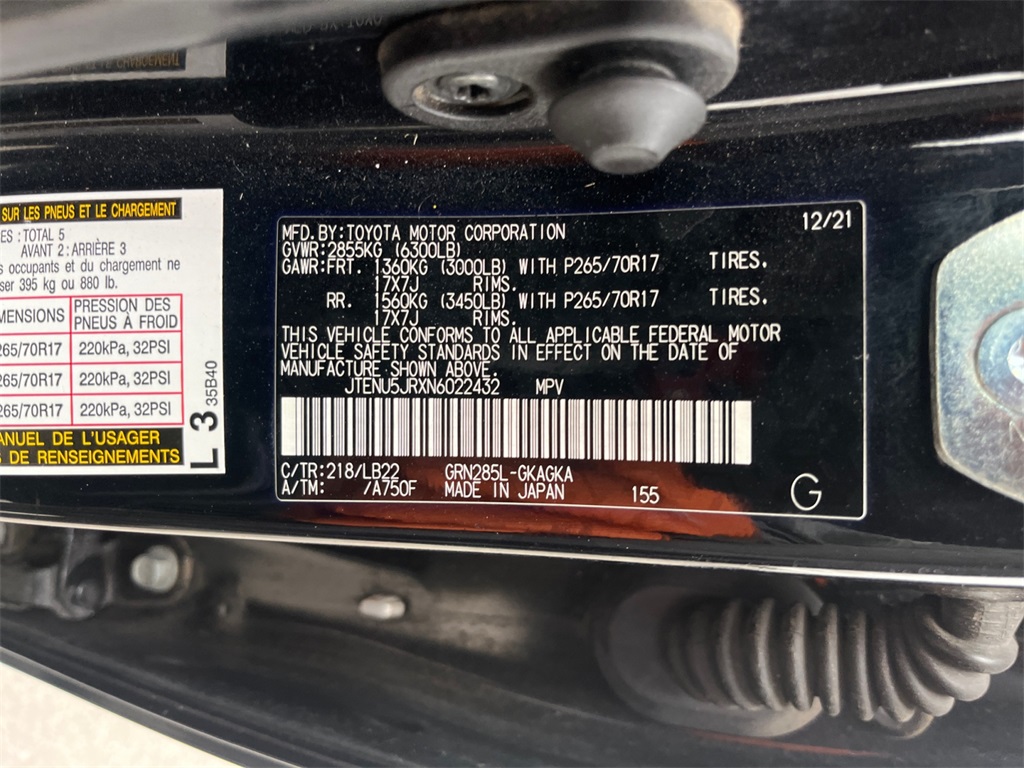 SUR LES PNEUS ET LE CHARGEMENT
ES : TOTAL 5
AVANT 2 : ARRIÈRE 3
s occupants et du chargement ne
ser 395 kg ou 880 lb.
MENSIONS PRESSION DES
PNEUS À FROID
265/70R17 220kPa, 32PSI
265/70R17 220kPa, 32PSI
265/70R17 220kPa, 32PSI
ANUEL DE L'USAGER
S DE RENSEIGNEMENTS
L 3 35B40
12/21
MFD.BY:TOYOTA MOTOR CORPORATION
GVWR:2855KG (6300LB)
GAWR:FRT. 1360KG (3000LB) WITH P265/70R17 TIRES.
17X7J RIMS.
RR. 1560KG (3450LB) WITH P265/70R17 TIRES.
17X7J RIMS.
THIS VEHICLE CONFORMS TO ALL APPLICABLE FEDERAL MOTOR
VEHICLE SAFETY STANDARDS IN EFFECT ON THE DATE OF
MANUFACTURE SHOWN ABOVE.
JTENU5JRXN6022432 MPV
C/TR:218/LB22 GRN285L-GKAGKA
A/TM: /A750F MADE IN JAPAN 155 G